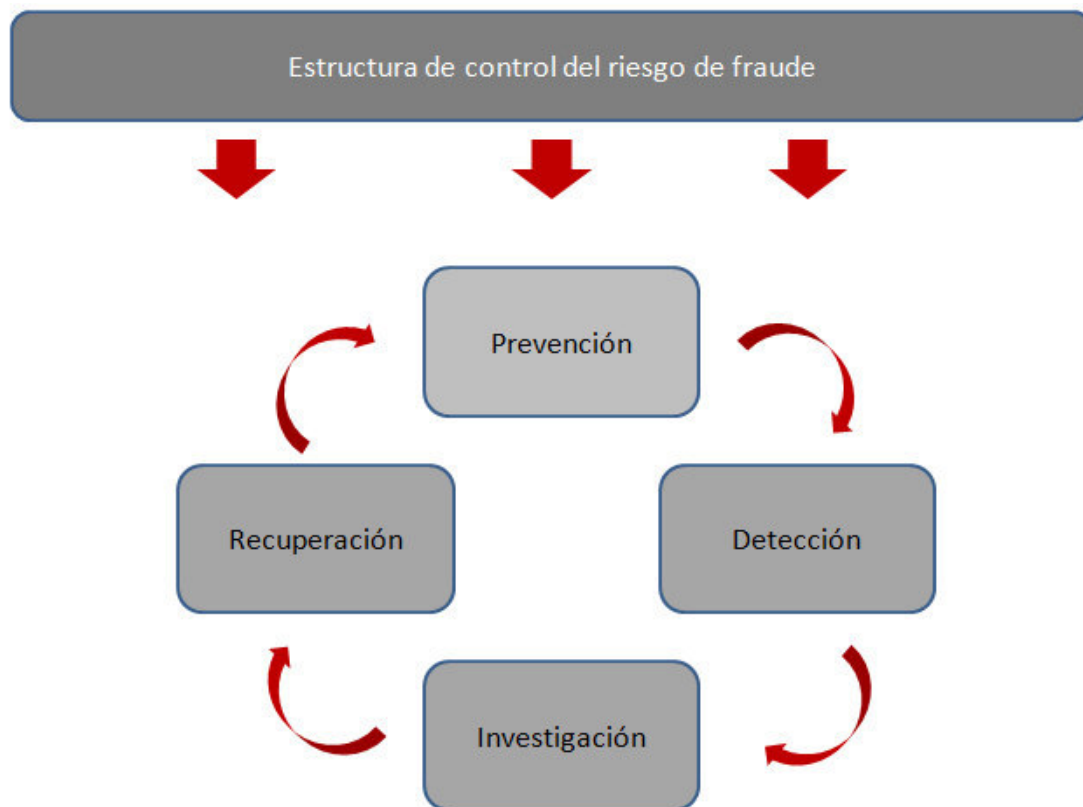 Estructura de control del riesgo de fraude
Prevención
Recuperación
Detección
Investigación